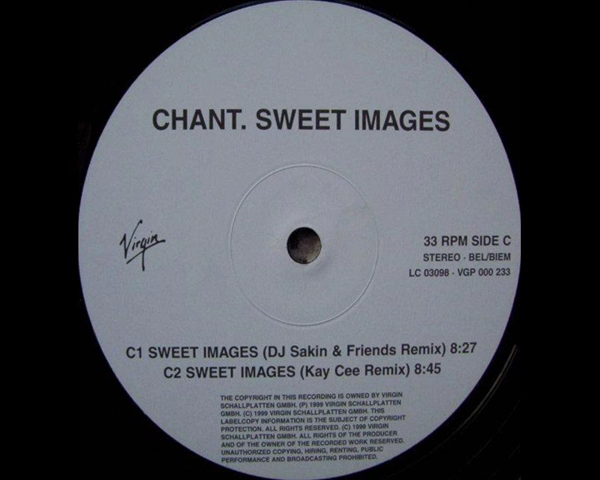 CHANT. SWEET IMAGES
Virgin
33 RPM SIDE C
STEREO · BEL/BIEM
LC 03098 · VGP 000 233
C1 SWEET IMAGES (DJ Sakin & Friends Remix) 8:27
C2 SWEET IMAGES (Kay Cee Remix) 8:45
THE COPYRIGHT IN THIS RECORDING IS OWNED BY VIRGIN
SCHALLPLATTEN GMBH. (P) 1999 VIRGIN SCHALLPLATTEN
GMBH. (C) 1999 VIRGIN SCHALLPLATTEN GMBH. THIS
LABELCOPY INFORMATION IS THE SUBJECT OF COPYRIGHT
PROTECTION. ALL RIGHTS RESERVED. (C) 1999 VIRGIN
SCHALLPLATTEN GMBH. ALL RIGHTS OF THE PRODUCER
AND OF THE OWNER OF THE RECORDED WORK RESERVED.
UNAUTHORIZED COPYING, HIRING, RENTING, PUBLIC
PERFORMANCE AND BROADCASTING PROHIBITED.